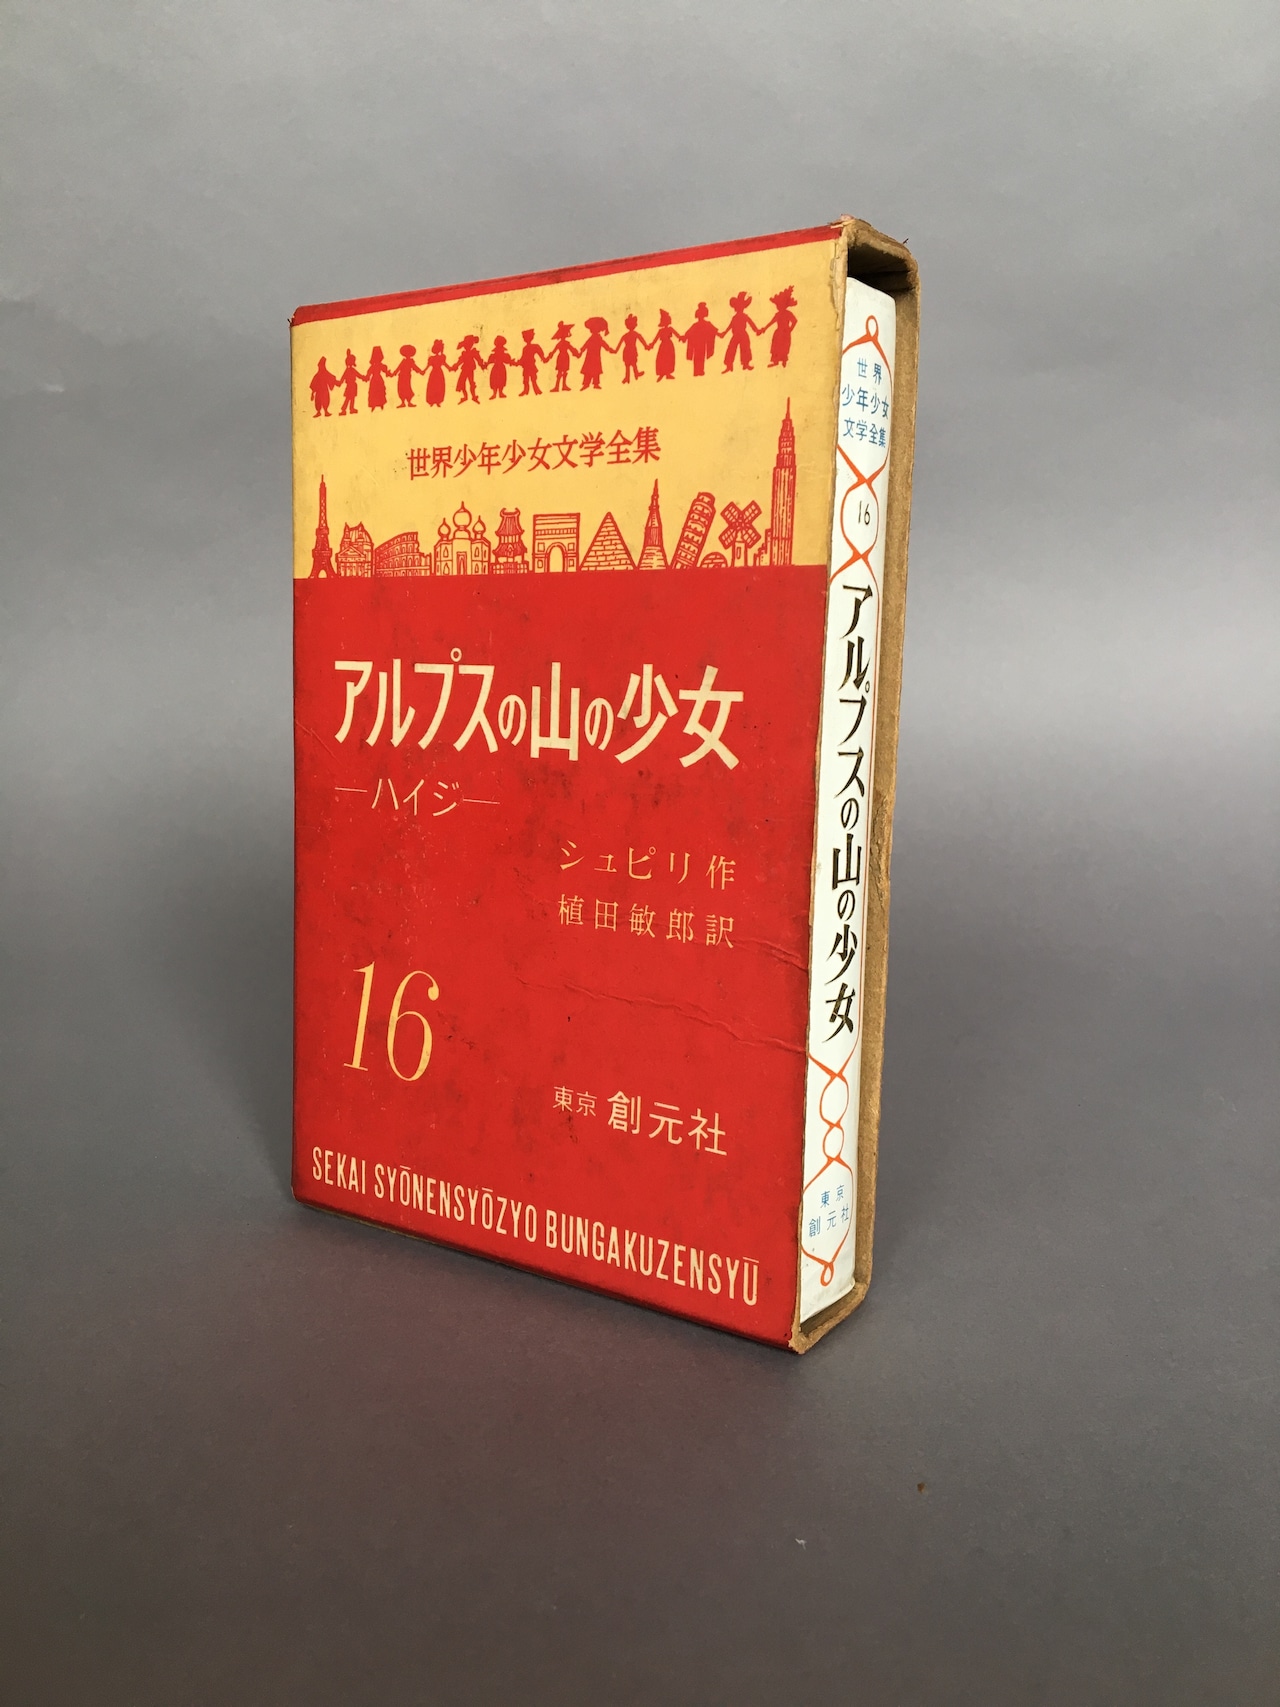 世界少年少女文学全集
アルプスの山の少女
―ハイジ―
シュピリ作
植田敏郎訳
16
東京 創元社
SEKAI SYŌNENSYŌZYO BUNGAKUZENSYŪ
世界
少年少女
文学全集
16
アルプスの山の少女
東京
創元社